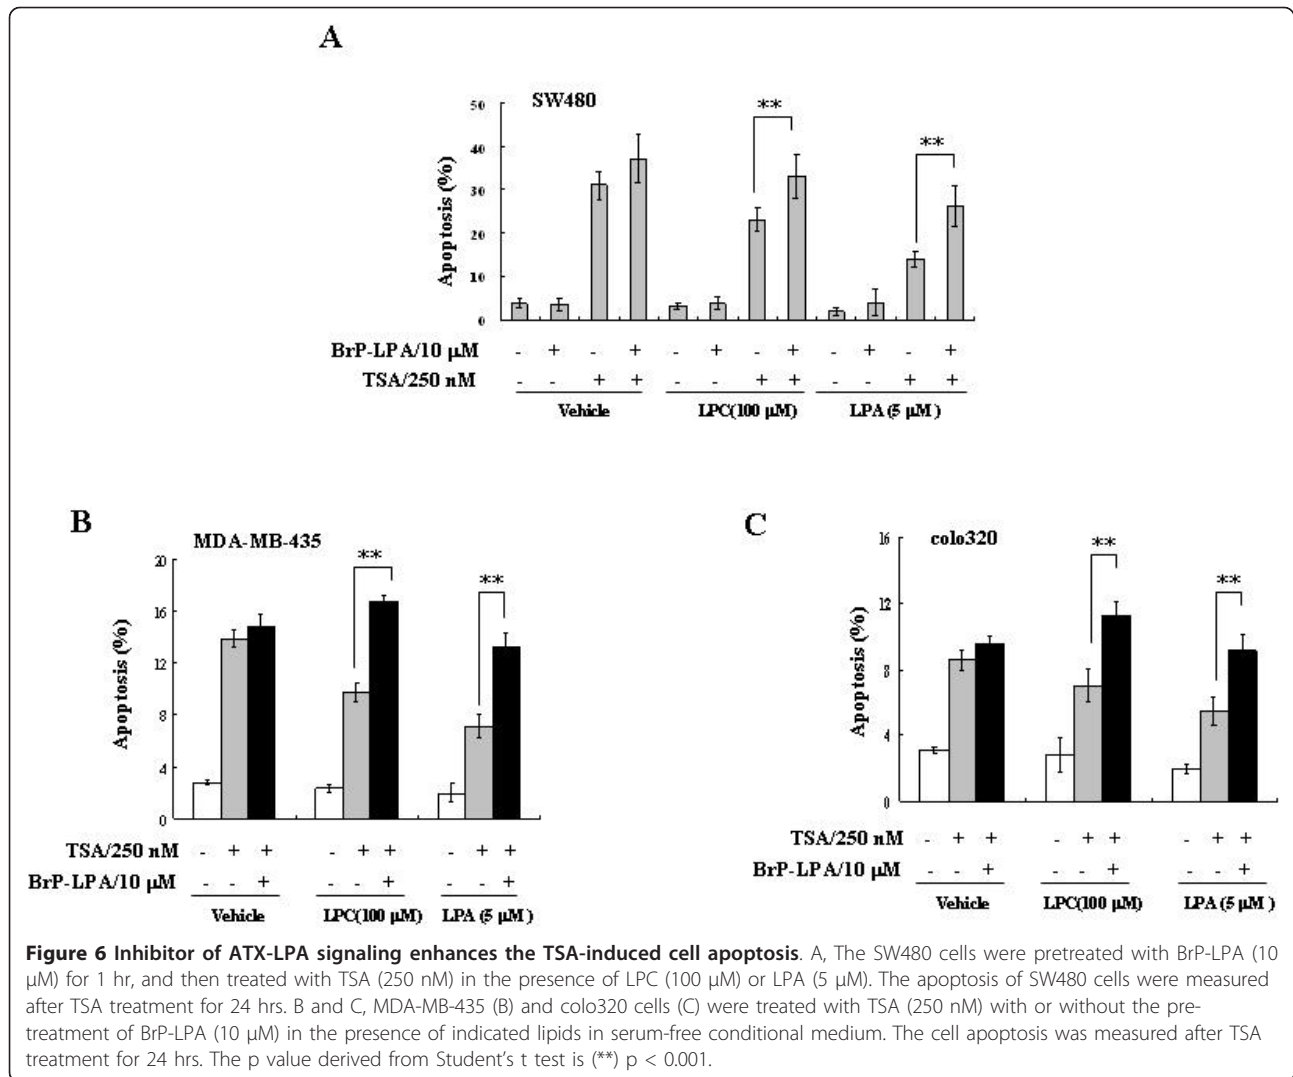 A
SW480
50
40
30
20
10
0
Apoptosis (%)
** **
BrP-LPA/10 µM - + - + - + - + - + - +
TSA/250 nM - - + + - - + + - - + +
Vehicle LPC(100 µM) LPA (5 µM)
B
MDA-MB-435
20
16
12
8
4
0
Apoptosis (%)
** **
TSA/250 nM - + + - + + - + +
BrP-LPA/10 µM - - + - - + - - +
Vehicle LPC(100 µM) LPA (5 µM)
C
colo320
16
12
8
4
0
Apoptosis (%)
** **
TSA/250 nM - + + - + + - + +
BrP-LPA/10 µM - - + - - + - - +
Vehicle LPC(100 µM) LPA (5 µM)
Figure 6 Inhibitor of ATX-LPA signaling enhances the TSA-induced cell apoptosis. A, The SW480 cells were pretreated with BrP-LPA (10
µM) for 1 hr, and then treated with TSA (250 nM) in the presence of LPC (100 µM) or LPA (5 µM). The apoptosis of SW480 cells were measured
after TSA treatment for 24 hrs. B and C, MDA-MB-435 (B) and colo320 cells (C) were treated with TSA (250 nM) with or without the pre-
treatment of BrP-LPA (10 µM) in the presence of indicated lipids in serum-free conditional medium. The cell apoptosis was measured after TSA
treatment for 24 hrs. The p value derived from Student's t test is (**) p < 0.001.